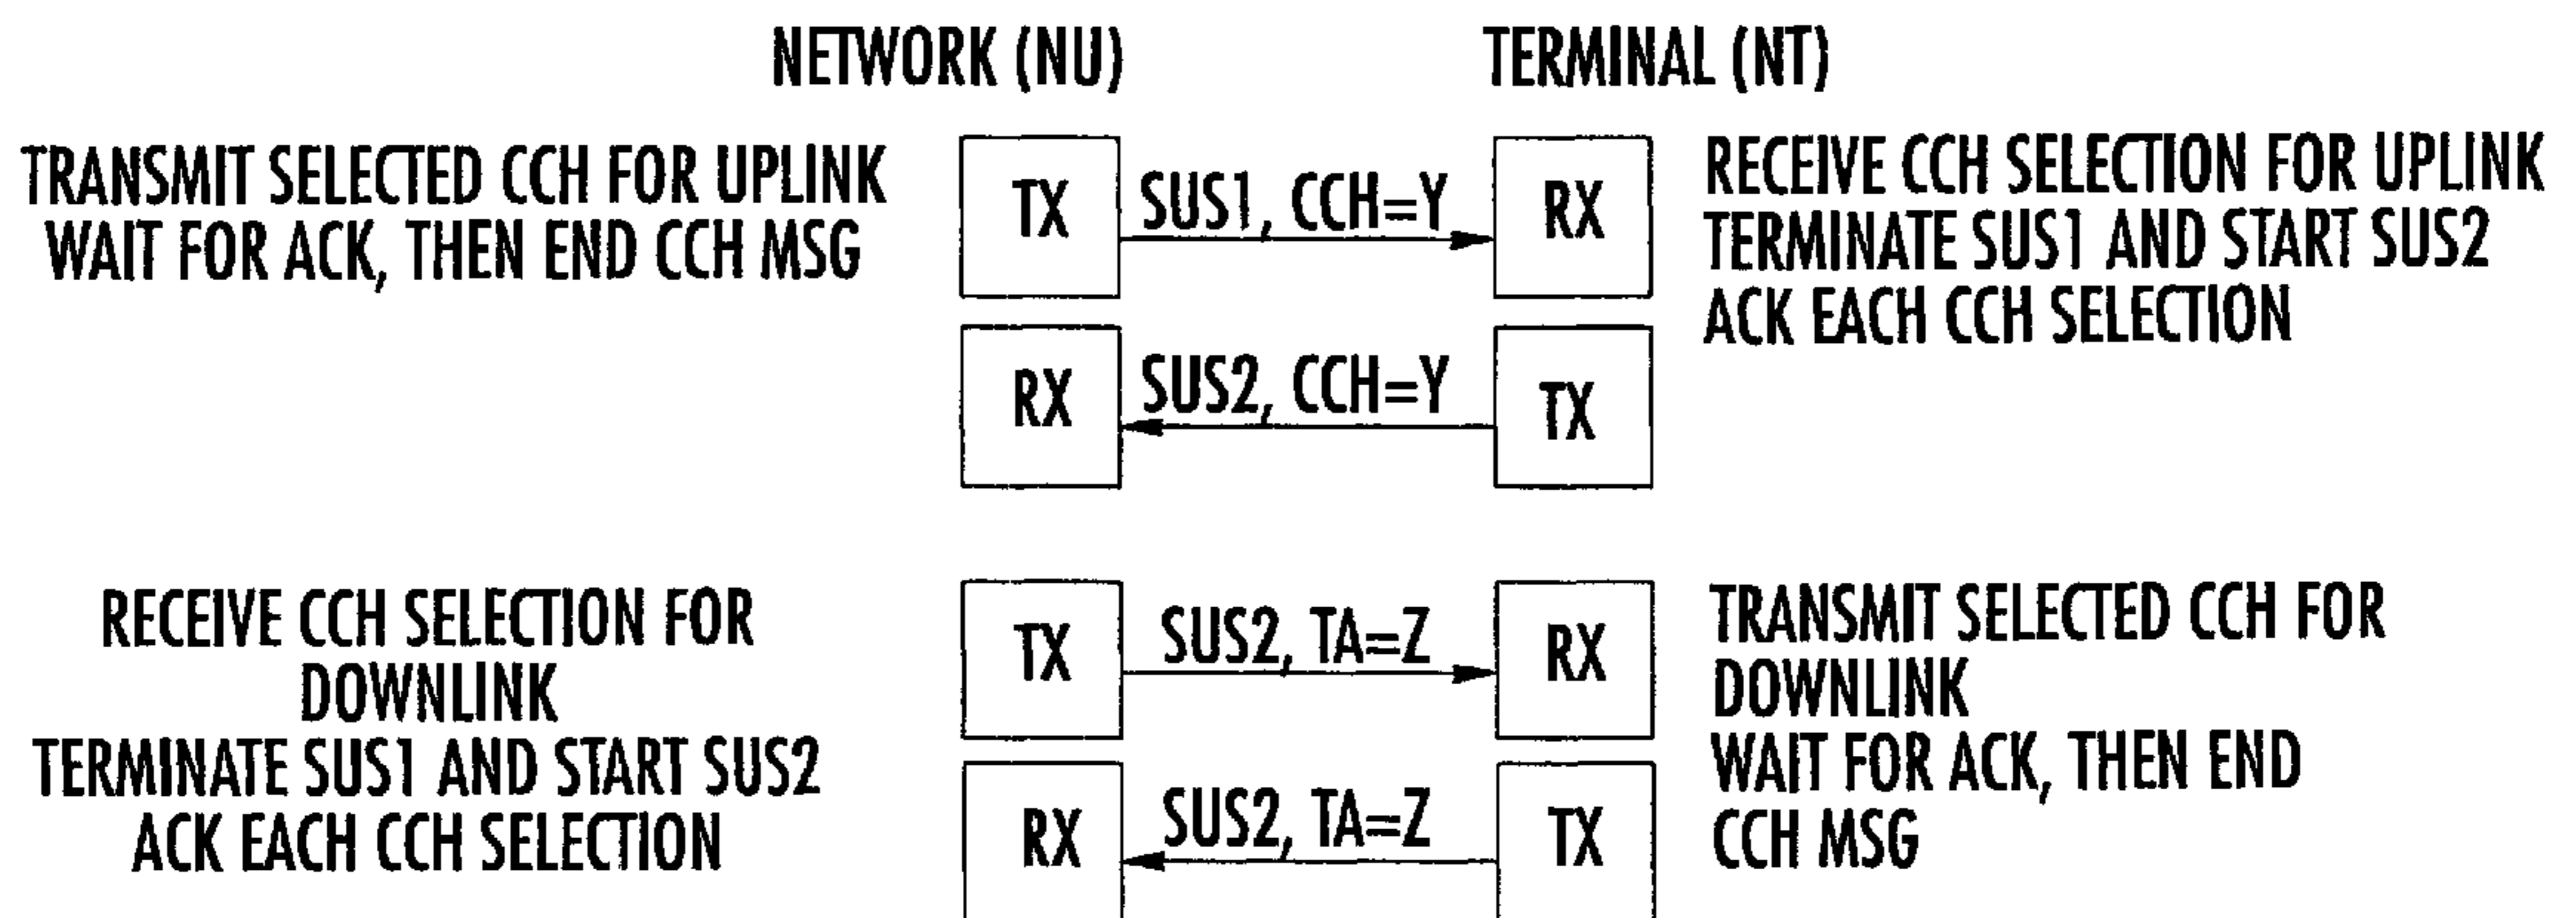 NETWORK (NU)
TERMINAL (NT)
TRANSMIT SELECTED CCH FOR UPLINK
WAIT FOR ACK, THEN END CCH MSG
TX
SUS1, CCH=Y
RX
RECEIVE CCH SELECTION FOR UPLINK
TERMINATE SUS1 AND START SUS2
ACK EACH CCH SELECTION
RX
SUS2, CCH=Y
TX
RECEIVE CCH SELECTION FOR
DOWNLINK
TERMINATE SUS1 AND START SUS2
ACK EACH CCH SELECTION
TX
SUS2, TA=Z
RX
TRANSMIT SELECTED CCH FOR
DOWNLINK
WAIT FOR ACK, THEN END
CCH MSG
RX
SUS2, TA=Z
TX